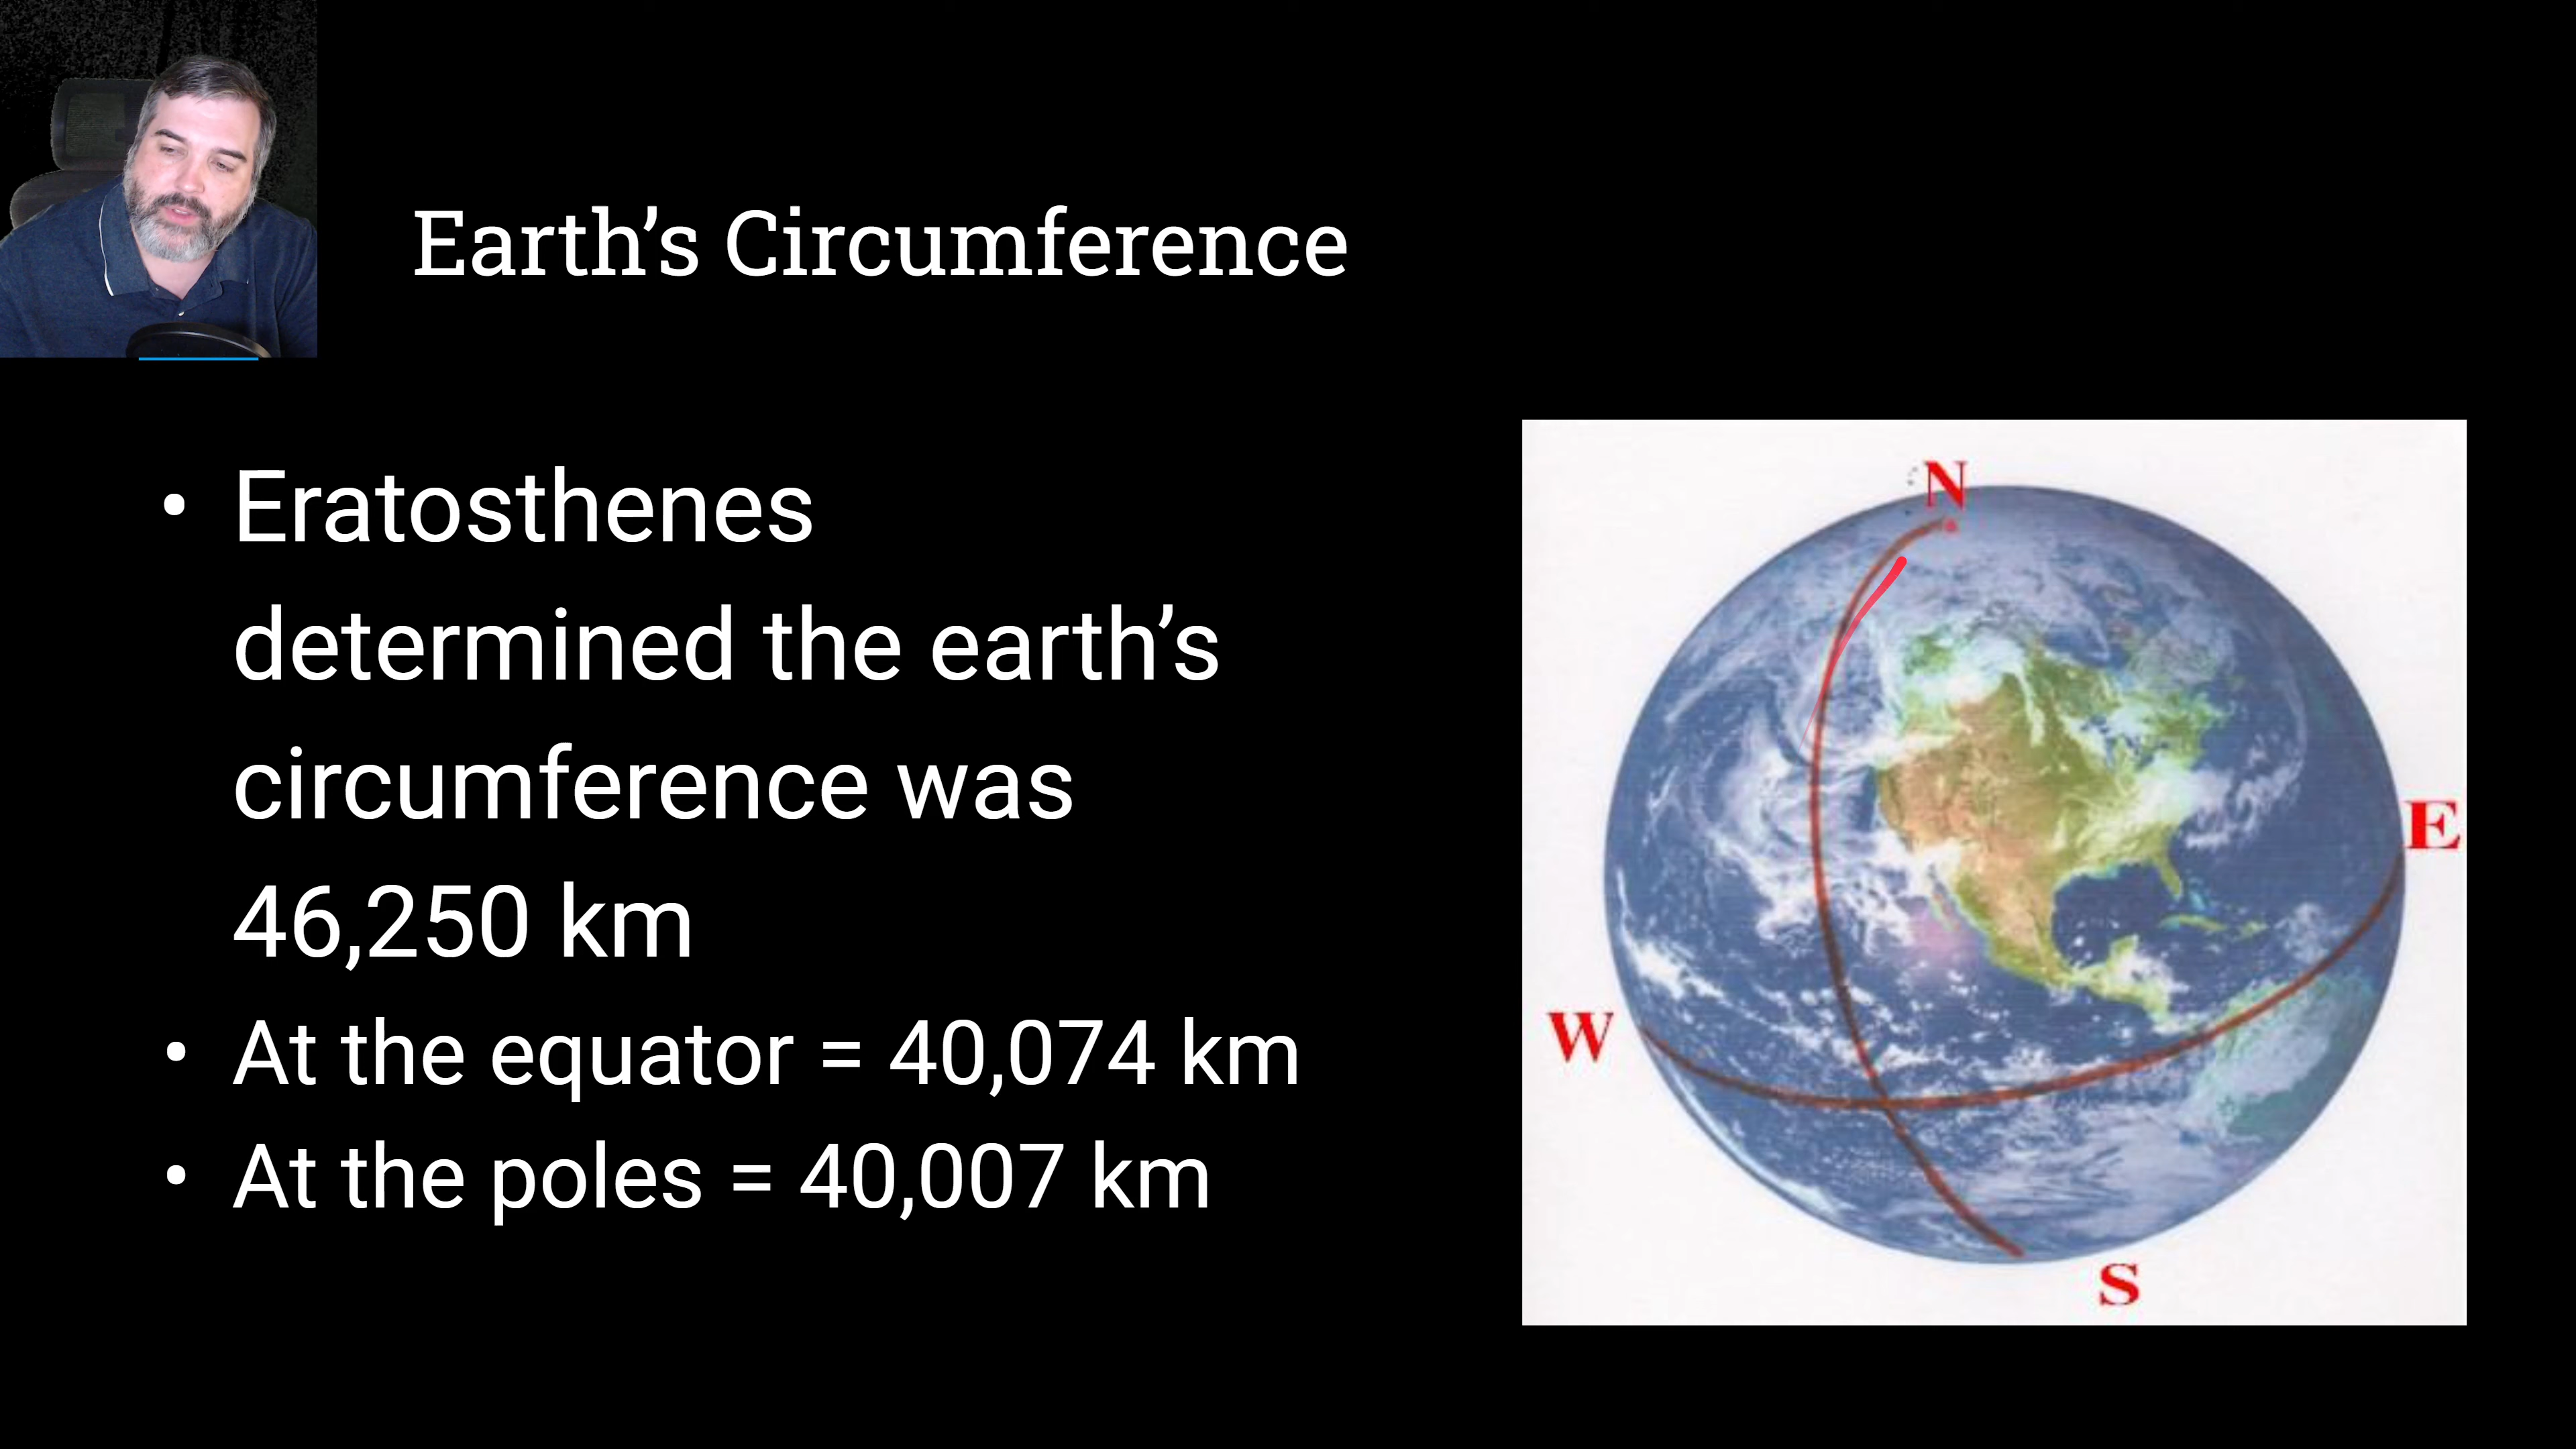 Earth’s Circumference
• Eratosthenes
determined the earth’s
circumference was
46,250 km
• At the equator = 40,074 km
• At the poles = 40,007 km
N
E
W
S